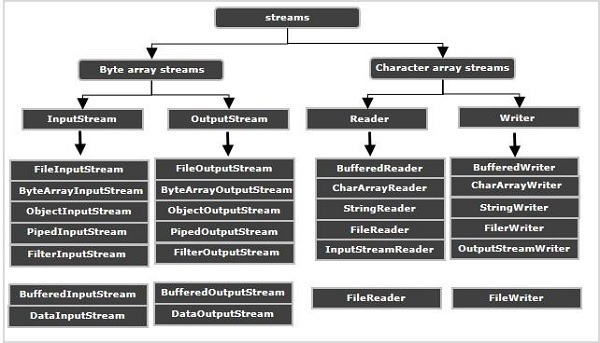 streams
Byte array streams
Character array streams
InputStream
OutputStream
Reader
Writer
FileInputStream
ByteArrayInputStream
ObjectInputStream
PipedInputStream
FilterInputStream
FileOutputStream
ByteArrayOutputStream
ObjectOutputStream
PipedOutputStream
FilterOutputStream
BufferedReader
CharArrayReader
StringReader
FileReader
InputStreamReader
BufferedWriter
CharArrayWriter
StringWriter
FilerWriter
OutputStreamWriter
BufferedInputStream
DataInputStream
BufferedOutputStream
DataOutputStream
FileReader
FileWriter